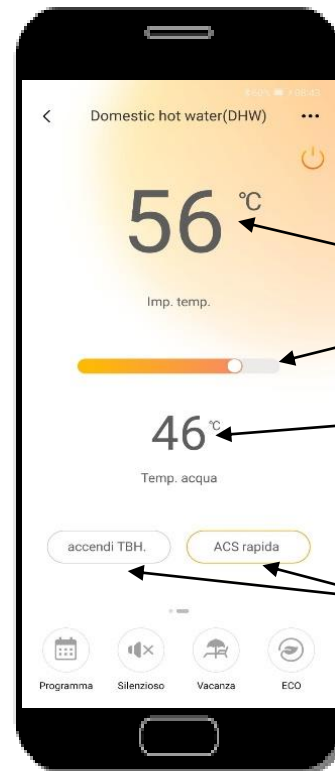 Domestic hot water(DHW)
56 °C
Imp. temp.
46 °C
Temp. acqua
accendi TBH.
ACS rapida
Programma
Silenzioso
Vacanza
ECO